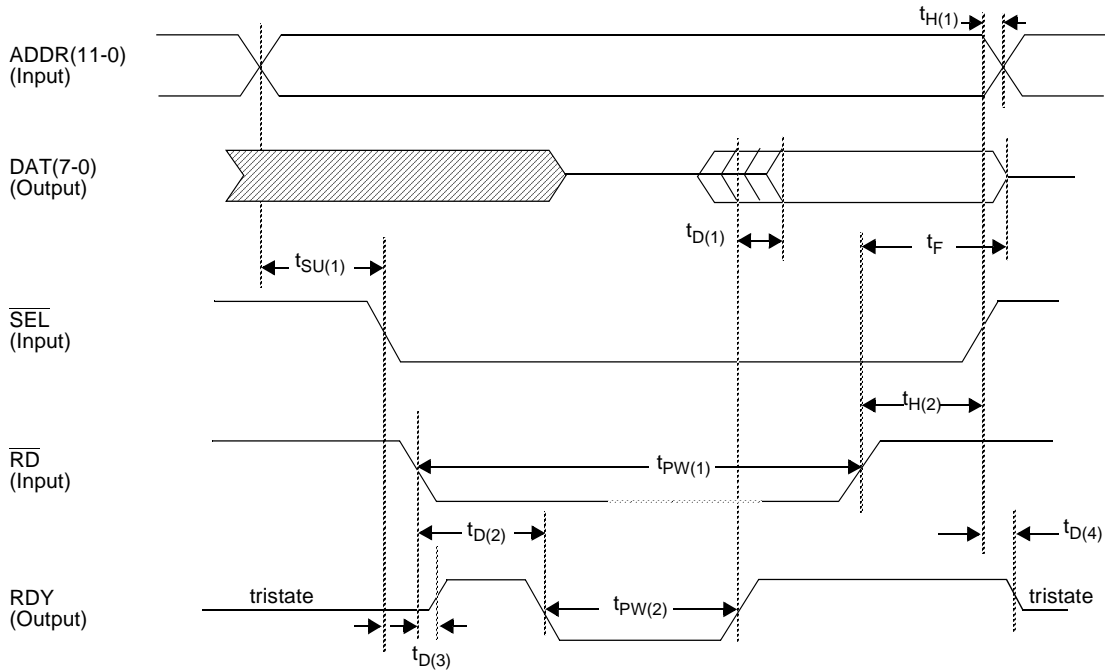 tH(1)
ADDR(11-0)
(Input)
DAT(7-0)
(Output)
tD(1)
tF
tSU(1)
SEL
(Input)
tH(2)
RD
(Input)
tPW(1)
tD(2)
tD(4)
RDY
(Output)
tristate
tPW(2)
tristate
tD(3)